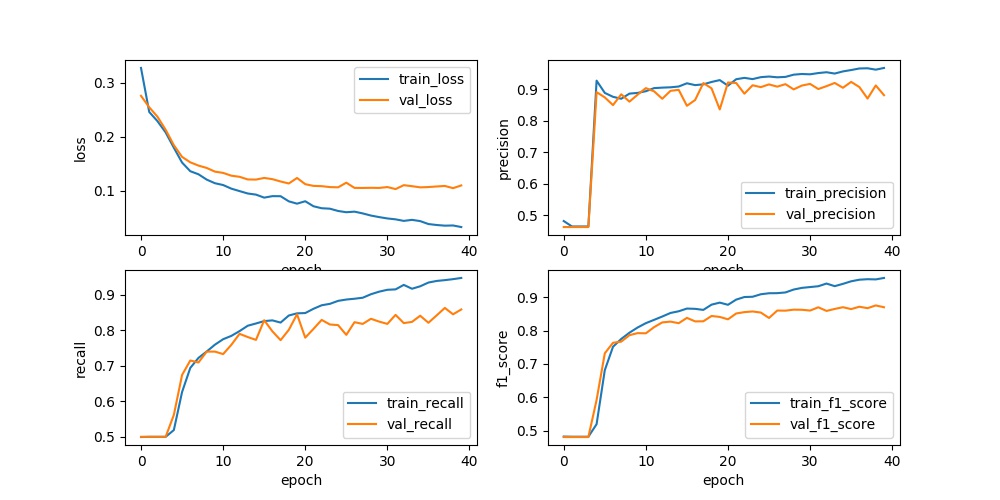 0.3
0.2
0.1
loss
0
10
20
30
40
epoch
train_loss
val_loss
0.9
0.8
0.7
0.6
0.5
precision
0
10
20
30
40
epoch
train_precision
val_precision
0.9
0.8
0.7
0.6
0.5
recall
0
10
20
30
40
epoch
train_recall
val_recall
0.9
0.8
0.7
0.6
0.5
f1_score
0
10
20
30
40
epoch
train_f1_score
val_f1_score